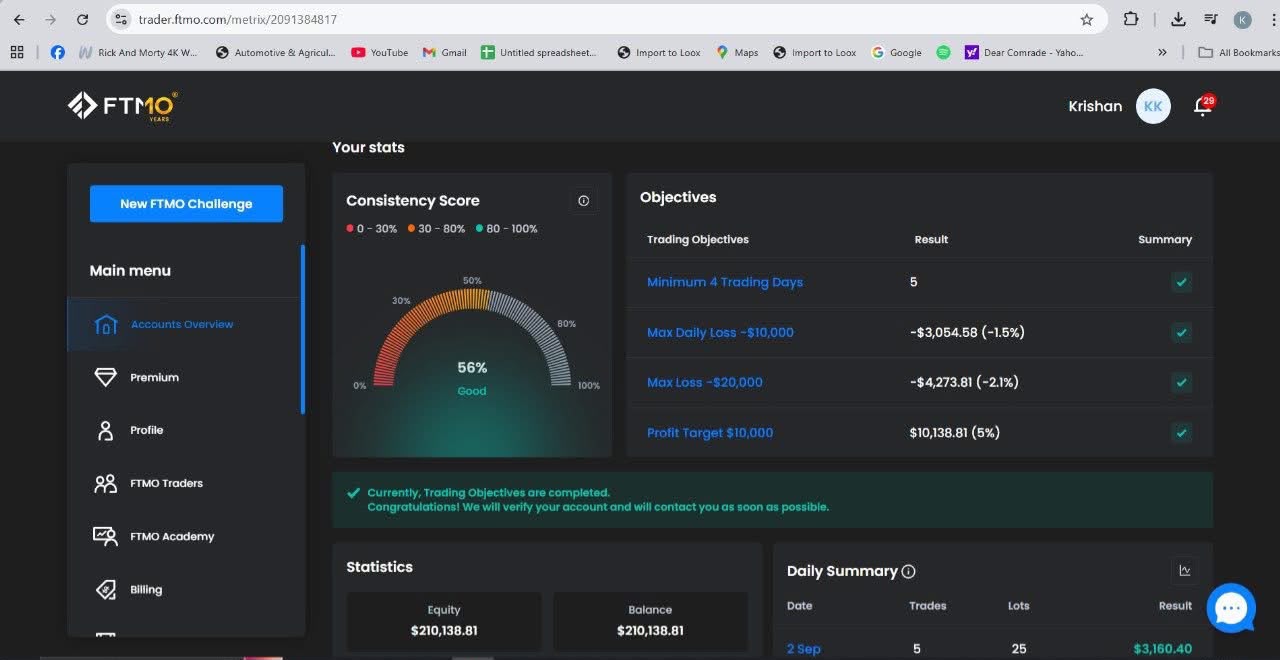 trader.ftmo.com/metrix/2091384817
K
Rick And Morty 4K W...
Automotive & Agricul...
YouTube
Gmail
Untitled spreadsheet...
Import to Loox
Maps
Import to Loox
Google
Dear Comrade - Yaho...
»
All Bookmarks
FTMO
YEARS
Krishan
KK
29
Your stats
New FTMO Challenge
Main menu
Accounts Overview
Premium
Profile
FTMO Traders
FTMO Academy
Billing
Consistency Score
0 - 30%
30 - 80%
80 - 100%
50%
30%
80%
0%
100%
56%
Good
Objectives
Trading Objectives Result Summary
Minimum 4 Trading Days 5
Max Daily Loss -$10,000 -$3,054.58 (-1.5%)
Max Loss -$20,000 -$4,273.81 (-2.1%)
Profit Target $10,000 $10,138.81 (5%)
Currently, Trading Objectives are completed.
Congratulations! We will verify your account and will contact you as soon as possible.
Statistics
Equity
$210,138.81
Balance
$210,138.81
Daily Summary
Date Trades Lots Result
2 Sep 5 25 $3,160.40